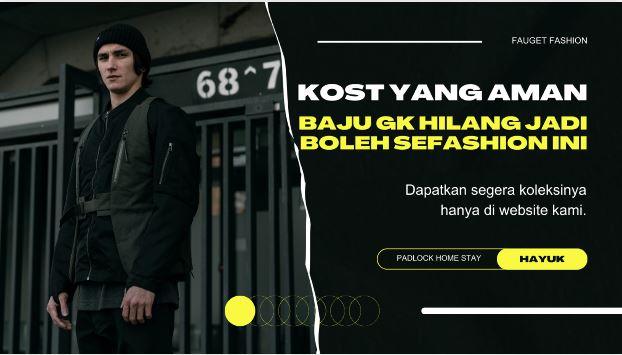 FAUGET FASHION
68^7
KOST YANG AMAN
BAJU GK HILANG JADI
BOLEH SEFASHION INI
Dapatkan segera koleksinya
hanya di website kami.
PADLOCK HOME STAY
HAYUK